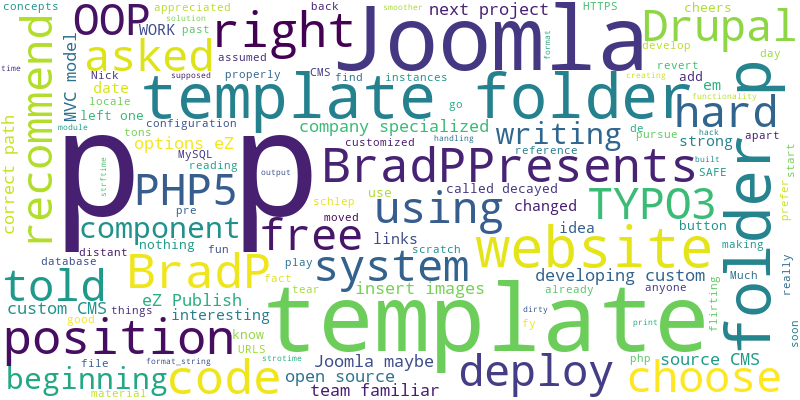 concepts
solution
past
appreciated
OOP
WORK
HTTPS
back
CMS
assumed
right
Joomla
format
next project
cheers
smoother
Drupal
develop
day
revert
supposed
creating
time
recommend
MVC model
asked
Nick
date
properly
find
instances
add
em
template folder
go
hard
functionality
hack
apart
locale
left one
tons
configuration
company specialized
writing
de
pursue
strong
start
correct path
module
p p
options eZ
MySQL
reading
customized
handling
reference
built
SAFE
strftime
PHP5
pre
output
BradPPresents
called decayed
prefer
component
schlep
using
changed
TYPO3
button
folder p
nothing
free
moved
use
links
idea
making
told
database
distant
fun
scratch
website
Much
really
BradP
fact
play
system
developing custom
already
anyone
flirting
custom CMS
eZ Publish
tear
insert images
dirty
print
things
interesting
good
template
fy
position
know
URLS
file
format_string
strotime
Joomla maybe
deploy
php
source CMS
soon
beginning
material
code
open source
team familiar
choose